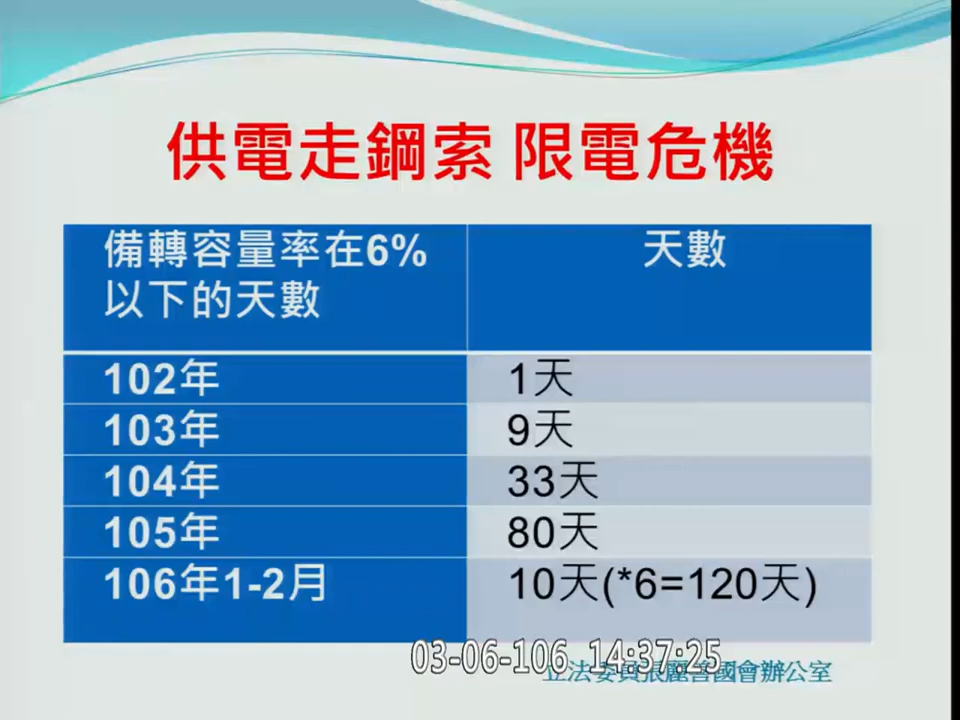 供電走鋼索 限電危機
備轉容量率在6%
以下的天數
天數
102年
1天
103年
9天
104年
33天
105年
80天
106年1-2月
10天(*6=120天)
03-06-106 14:37:25
立法委員張麗善國會辦公室